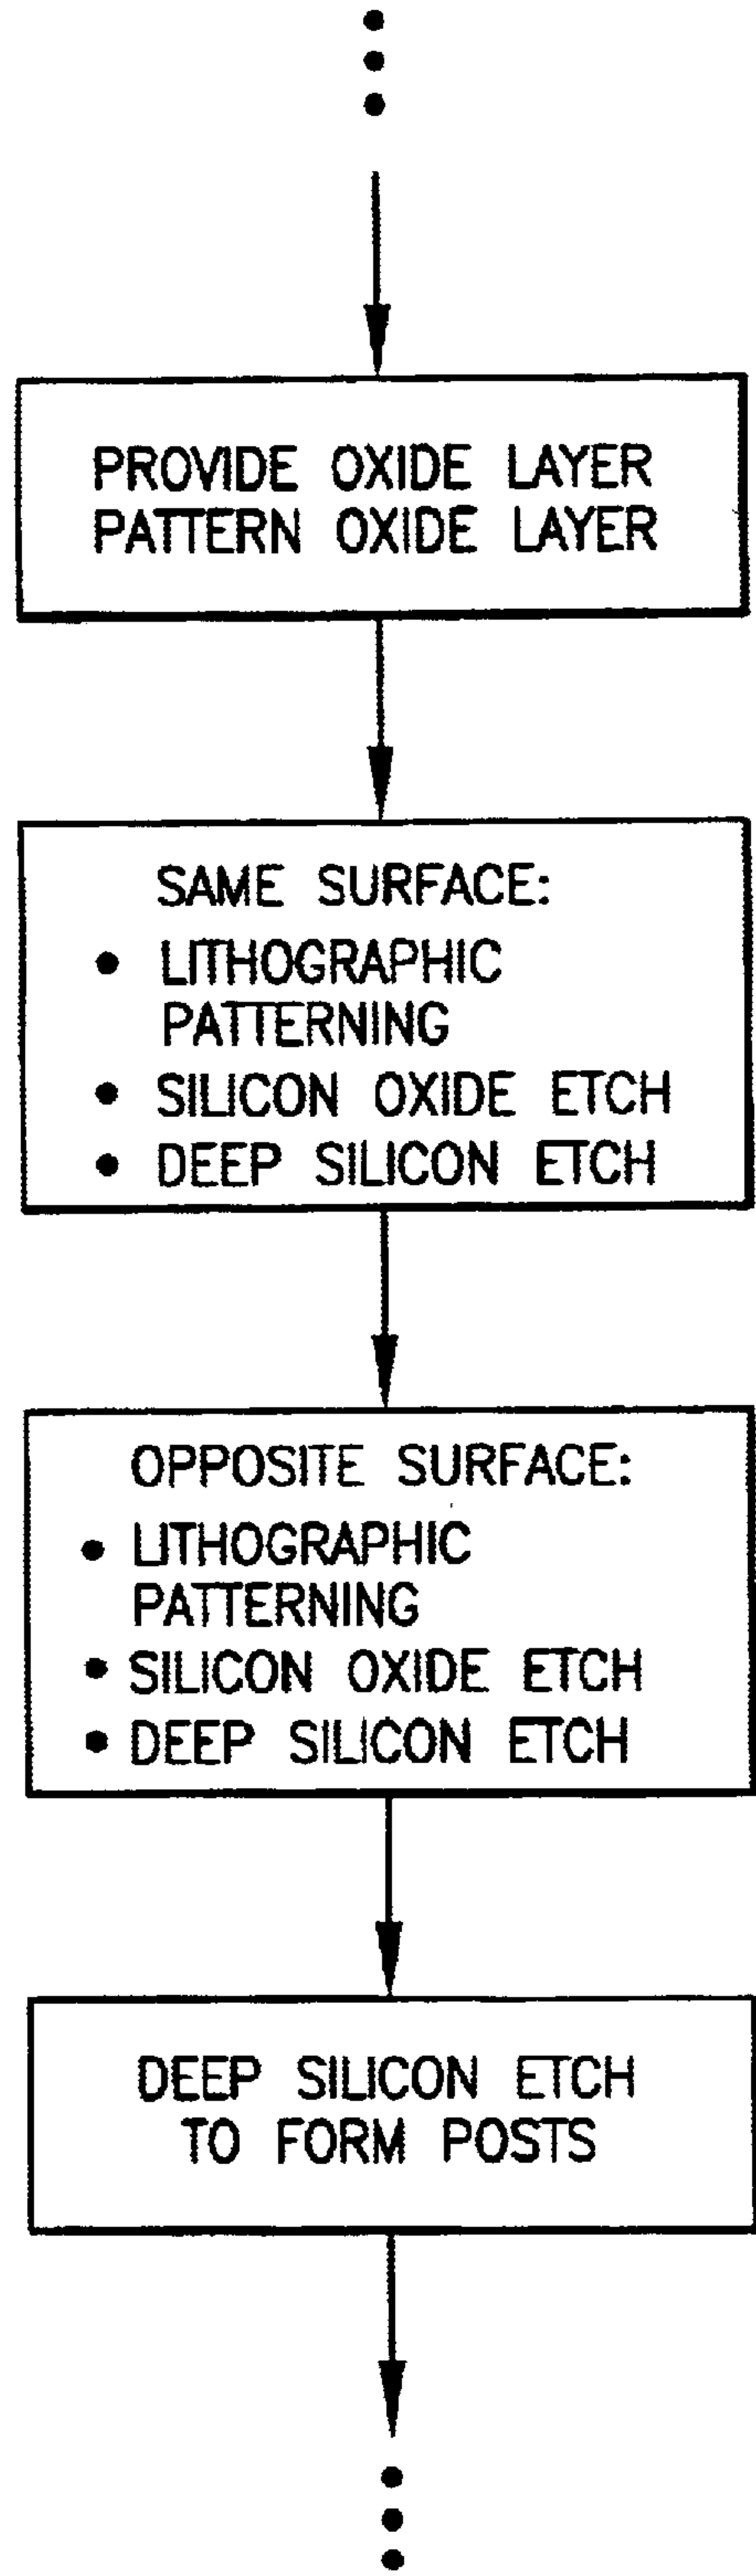 PROVIDE OXIDE LAYER
PATTERN OXIDE LAYER
SAME SURFACE:
• LITHOGRAPHIC
PATTERNING
• SILICON OXIDE ETCH
• DEEP SILICON ETCH
OPPOSITE SURFACE:
• LITHOGRAPHIC
PATTERNING
• SILICON OXIDE ETCH
• DEEP SILICON ETCH
DEEP SILICON ETCH
TO FORM POSTS